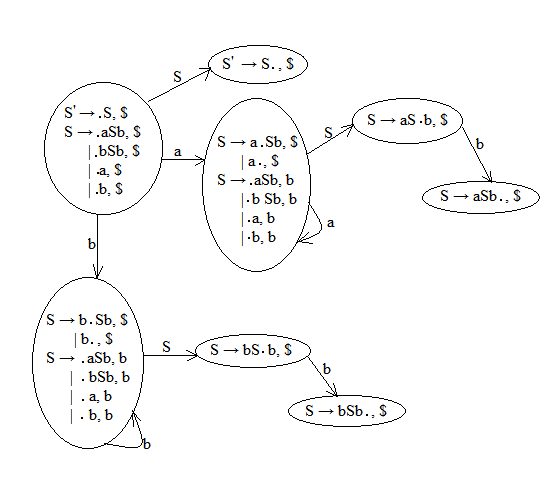 S' → S., $
S
S' → .S, $
S → .aSb, $
|.bSb, $
|.a, $
|.b, $
a
S → a.Sb, $
|a., $
S → .aSb, b
|.b Sb, b
|.a, b
|.b, b
a
S
S → aS.b, $
b
S → aSb., $
b
S → b.Sb, $
|b., $
S → .aSb, b
|. bSb, b
|. a, b
|. b, b
b
S
S → bS.b, $
b
S → bSb., $